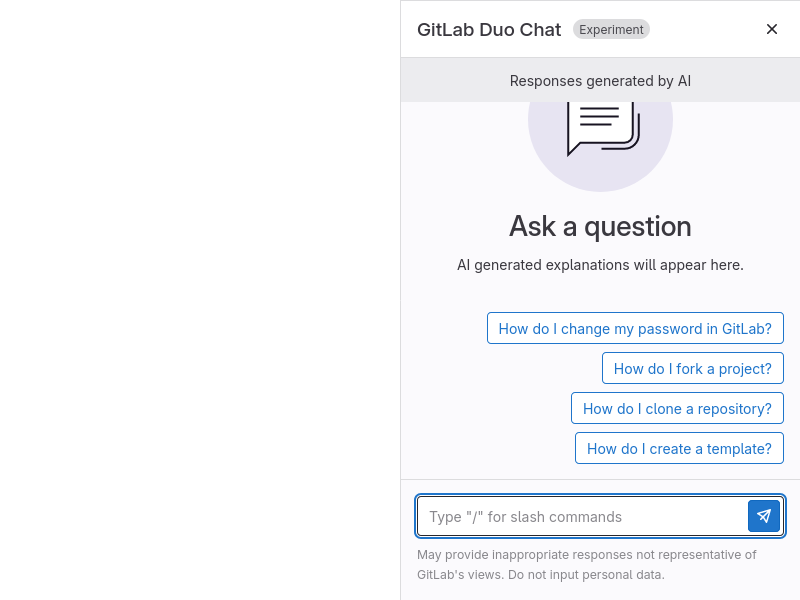 GitLab Duo Chat Experiment
Responses generated by AI
Ask a question
AI generated explanations will appear here.
How do I change my password in GitLab?
How do I fork a project?
How do I clone a repository?
How do I create a template?
Type "/" for slash commands
May provide inappropriate responses not representative of
GitLab's views. Do not input personal data.